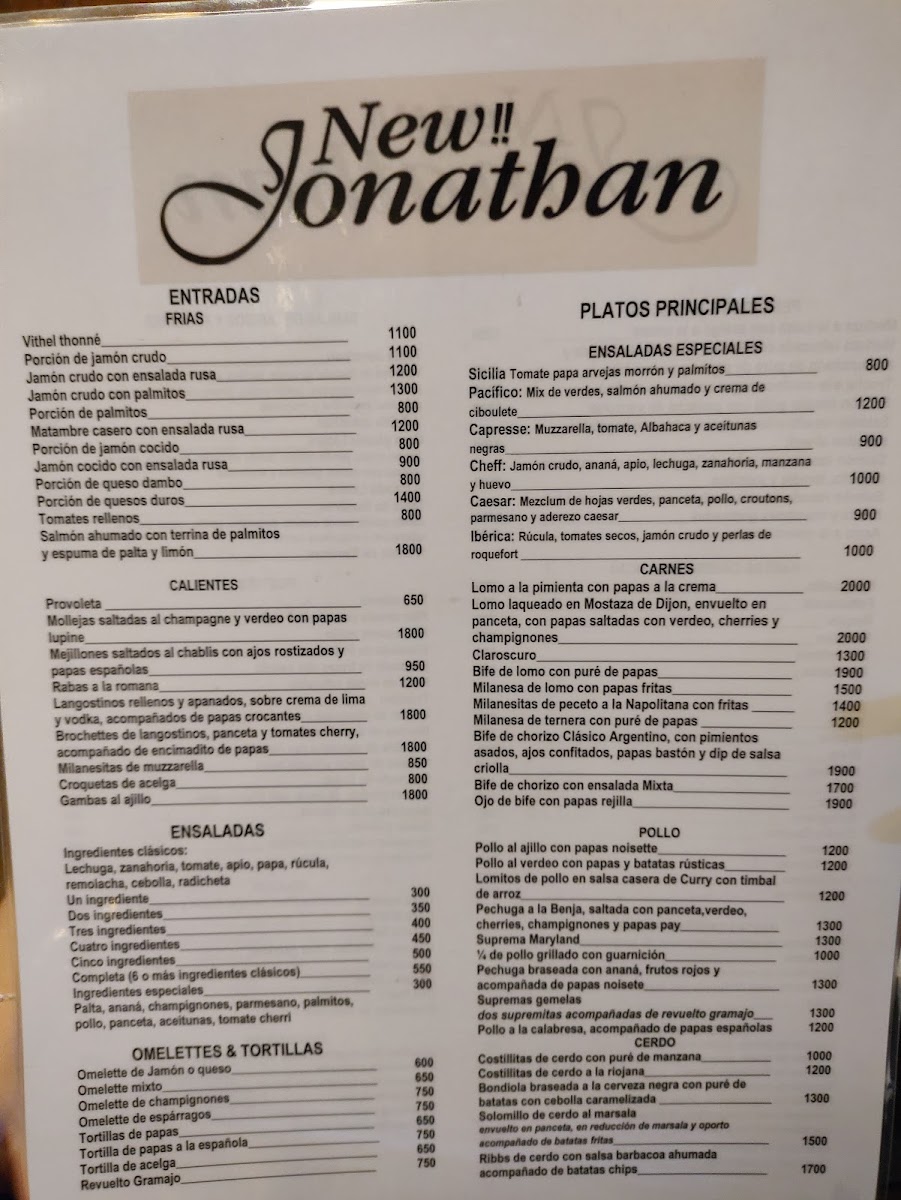 New!!
Jonathan
ENTRADAS
FRIAS
Vithel thonné 1100
Porción de jamón crudo 1100
Jamón crudo con ensalada rusa 1200
Jamón crudo con palmitos 1300
Porción de palmitos 800
Matambre casero con ensalada rusa 1200
Porción de jamón cocido 800
Jamón cocido con ensalada rusa 900
Porción de queso dambo 800
Porción de quesos duros 1400
Tomates rellenos 800
Salmón ahumado con terrina de palmitos
y espuma de palta y limón 1800
CALIENTES
Provoleta 650
Mollejas saltadas al champagne y verdeo con papas
lupine 1800
Mejillones saltados al chablis con ajos rostizados y
papas españolas 950
Rabas a la romana 1200
Langostinos rellenos y apanados, sobre crema de lima
y vodka, acompañados de papas crocantes 1800
Brochettes de langostinos, panceta y tomates cherry,
acompañado de encimadito de papas 1800
Milanesitas de muzzarella 850
Croquetas de acelga 800
Gambas al ajillo 1800
ENSALADAS
Ingredientes clásicos:
Lechuga, zanahoria, tomate, apio, papa, rúcula,
remolacha, cebolla, radicheta
Un ingrediente 300
Dos ingredientes 350
Tres ingredientes 400
Cuatro ingredientes 450
Cinco ingredientes 500
Completa (6 o más ingredientes clásicos) 550
Ingredientes especiales 300
Palta, ananá, champignones, parmesano, palmitos,
pollo, panceta, aceitunas, tomate cherri
OMELETTES & TORTILLAS
Omelette de Jamón o queso 600
Omelette mixto 650
Omelette de champignones 750
Omelette de espárragos 750
Tortillas de papas 650
Tortilla de papas a la española 750
Tortilla de acelga 650
Revuelto Gramajo 750
PLATOS PRINCIPALES
ENSALADAS ESPECIALES
Sicilia Tomate papa arvejas morrón y palmitos 800
Pacífico: Mix de verdes, salmón ahumado y crema de
ciboulete 1200
Capresse: Muzzarella, tomate, Albahaca y aceitunas
negras 900
Cheff: Jamón crudo, ananá, apio, lechuga, zanahoria, manzana
y huevo 1000
Caesar: Mezclum de hojas verdes, panceta, pollo, croutons,
parmesano y aderezo caesar 900
Ibérica: Rúcula, tomates secos, jamón crudo y perlas de
roquefort 1000
CARNES
Lomo a la pimienta con papas a la crema 2000
Lomo laqueado en Mostaza de Dijon, envuelto en
panceta, con papas saltadas con verdeo, cherries y
champignones 2000
Claroscuro 1300
Bife de lomo con puré de papas 1900
Milanesa de lomo con papas fritas 1500
Milanesitas de peceto a la Napolitana con fritas 1400
Milanesa de ternera con puré de papas 1200
Bife de chorizo Clásico Argentino, con pimientos
asados, ajos confitados, papas bastón y dip de salsa
criolla 1900
Bife de chorizo con ensalada Mixta 1700
Ojo de bife con papas rejilla 1900
POLLO
Pollo al ajillo con papas noisette 1200
Pollo al verdeo con papas y batatas rústicas 1200
Lomitos de pollo en salsa casera de Curry con timbal
de arroz 1200
Pechuga a la Benja, saltada con panceta,verdeo,
cherries, champignones y papas pay 1300
Suprema Maryland 1300
¼ de pollo grillado con guarnición 1000
Pechuga braseada con ananá, frutos rojos y
acompañada de papas noisete 1300
Supremas gemelas
dos supremitas acompañadas de revuelto gramajo 1300
Pollo a la calabresa, acompañado de papas españolas 1200
CERDO
Costillitas de cerdo con puré de manzana 1000
Costillitas de cerdo a la riojana 1200
Bondiola braseada a la cerveza negra con puré de
batatas con cebolla caramelizada 1300
Solomillo de cerdo al marsala
envuelto en panceta, en reducción de marsala y oporto
acompañado de batatas fritas 1500
Ribbs de cerdo con salsa barbacoa ahumada
acompañado de batatas chips 1700